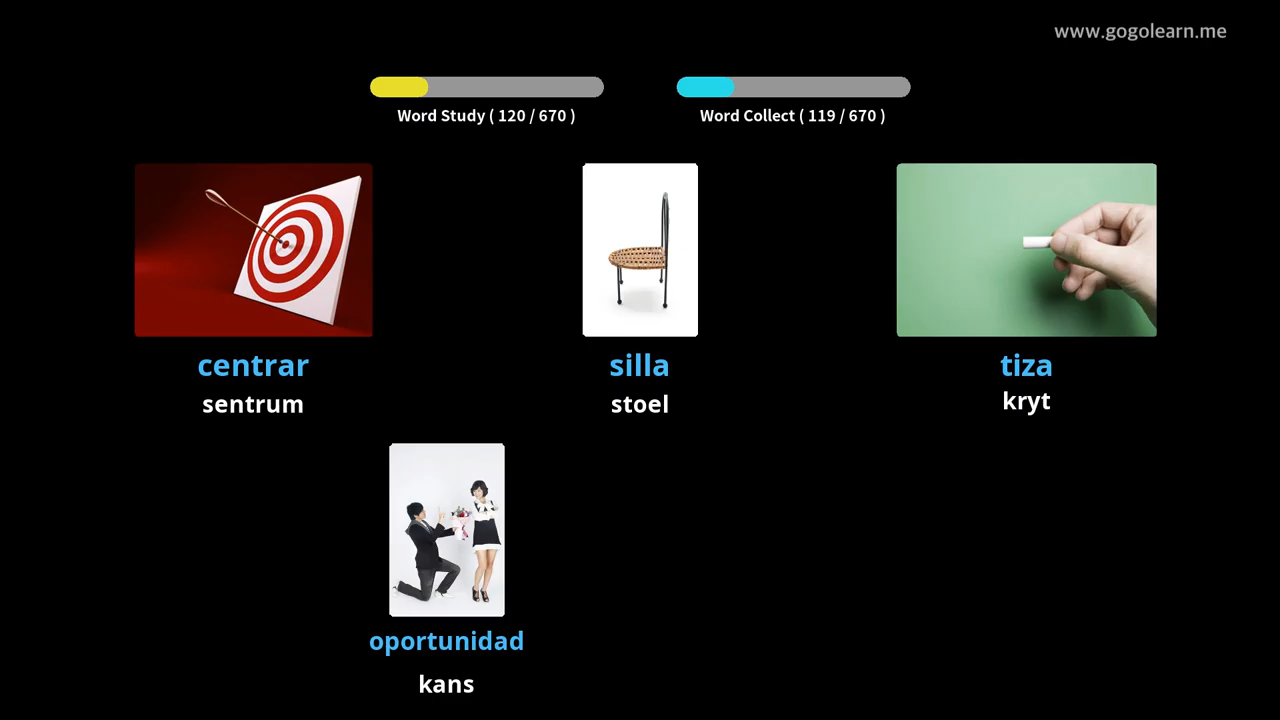 www.gogolearn.me
Word Study ( 120 / 670 )
Word Collect ( 119 / 670 )
centrar
silla
tiza
sentrum
stoel
kryt
oportunidad
kans